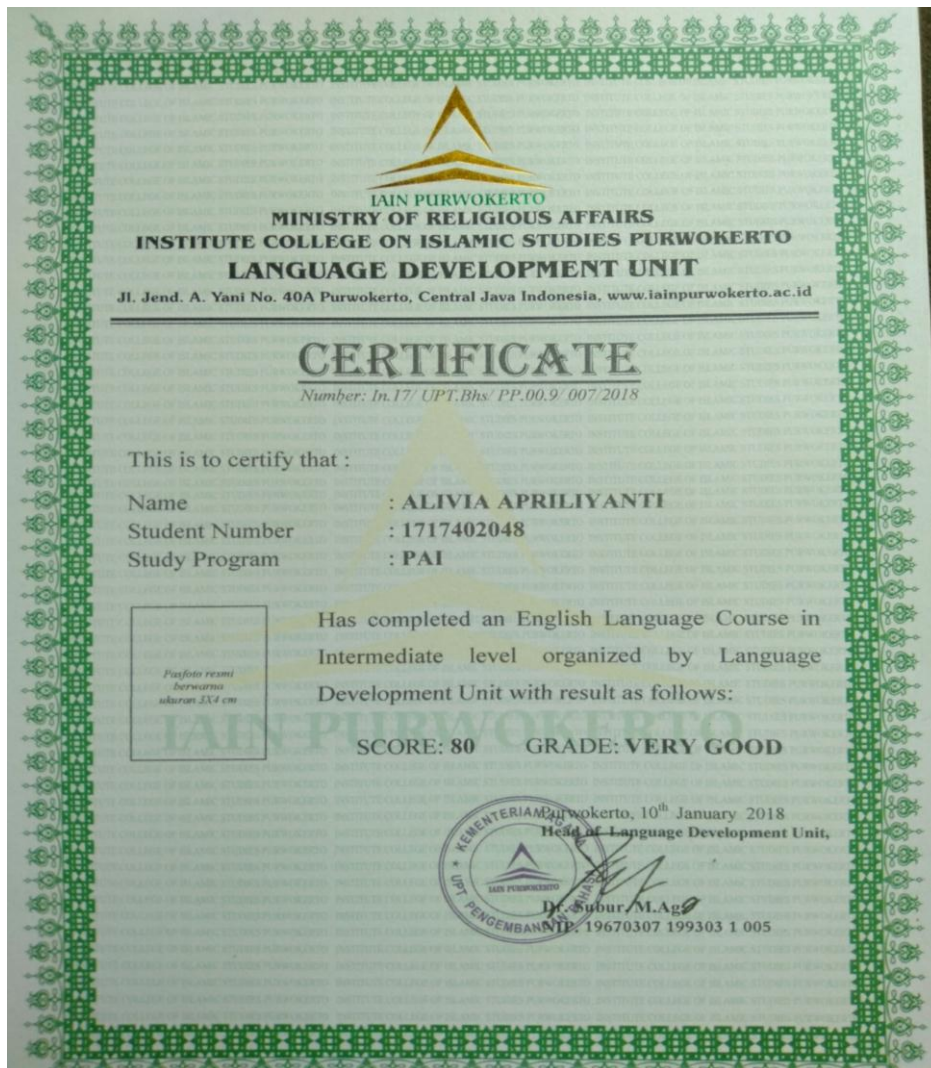 IAIN PURWOKERTO
MINISTRY OF RELIGIOUS AFFAIRS
INSTITUTE COLLEGE ON ISLAMIC STUDIES PURWOKERTO
LANGUAGE DEVELOPMENT UNIT
Jl. Jend. A. Yani No. 40A Purwokerto, Central Java Indonesia, www.iainpurwokerto.ac.id
CERTIFICATE
Number: In.17/ UPT.Bhs/ PP.00.9/ 007/2018
This is to certify that :
Name : ALIVIA APRILIYANTI
Student Number : 1717402048
Study Program : PAI
Pasfoto resmi
berwarna
ukuran 3X4 cm
Has completed an English Language Course in
Intermediate level organized by Language
Development Unit with result as follows:
IAIN PURWOKERTO
SCORE: 80 GRADE: VERY GOOD
Purwokerto, 10th January 2018
Head of Language Development Unit,
KEMENTERIAN AGAMA
IAIN PURWOKERTO
UPT PENGEMBANGAN BAHASA
Dr. Subur, M.Ag
NIP. 19670307 199303 1 005